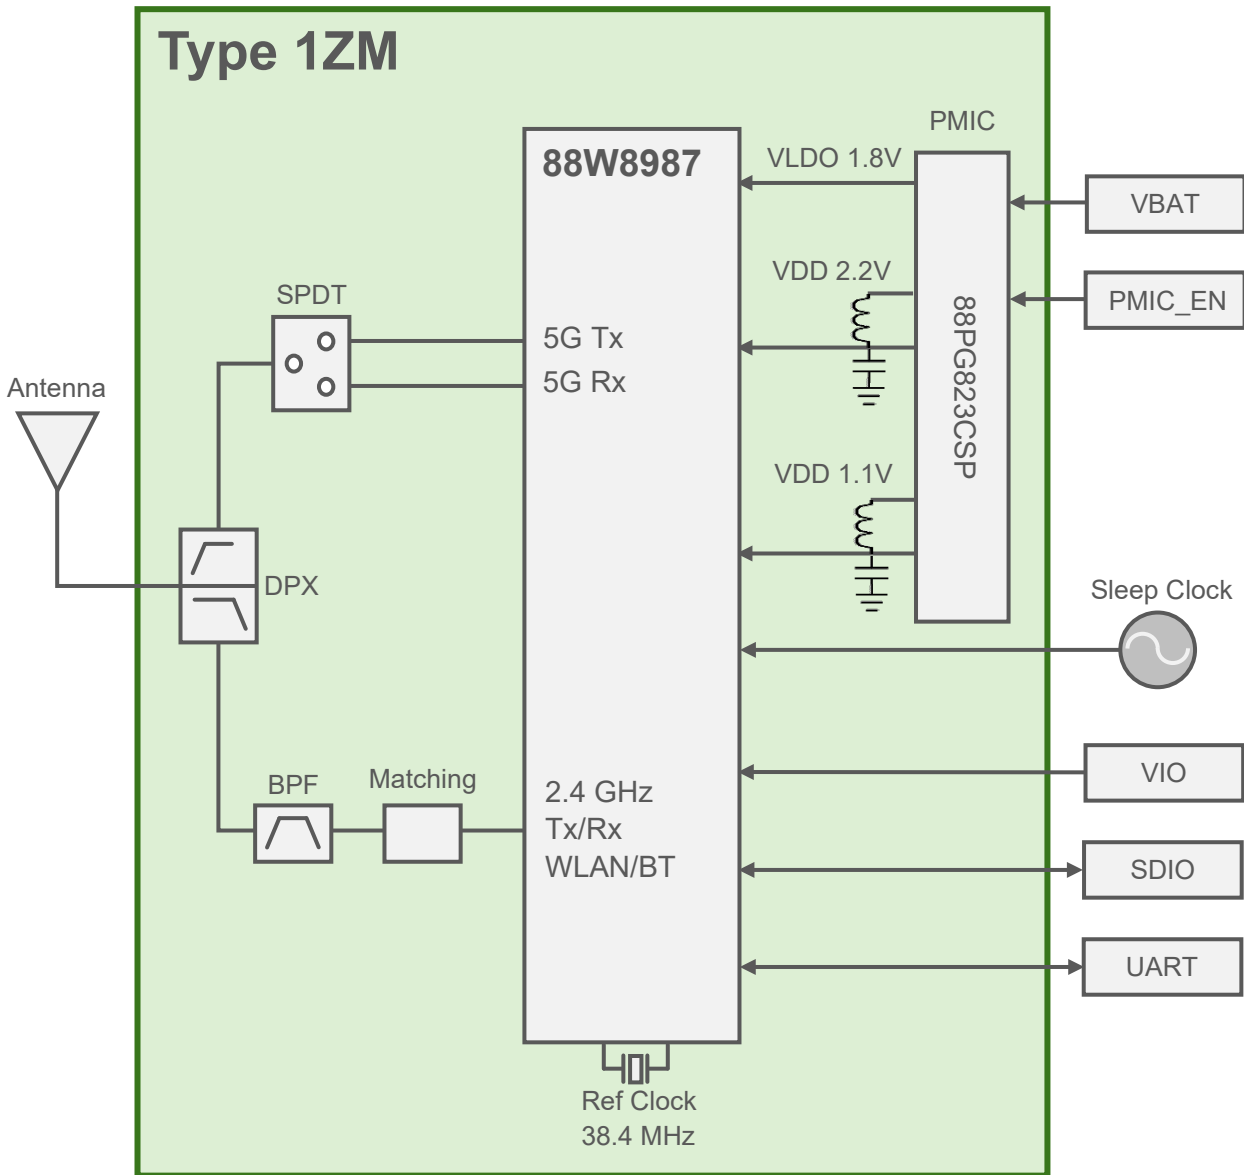 Type 1ZM
PMIC
88W8987
VLDO 1.8V
VBAT
VDD 2.2V
PMIC_EN
SPDT
88PG823CSP
5G Tx
5G Rx
Antenna
VDD 1.1V
DPX
Sleep Clock
BPF
Matching
2.4 GHz
Tx/Rx
WLAN/BT
VIO
SDIO
UART
Ref Clock
38.4 MHz